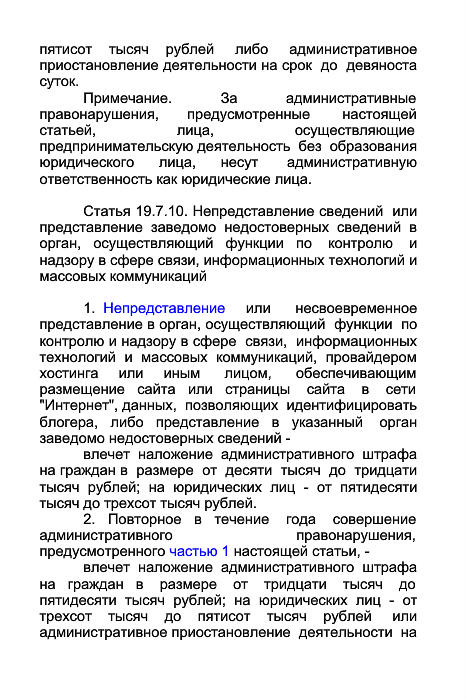 пятисот тысяч рублей либо административное
приостановление деятельности на срок до девяноста
суток.
Примечание. За административные
правонарушения, предусмотренные настоящей
статьей, лица, осуществляющие
предпринимательскую деятельность без образования
юридического лица, несут административную
ответственность как юридические лица.
Статья 19.7.10. Непредставление сведений или
представление заведомо недостоверных сведений в
орган, осуществляющий функции по контролю и
надзору в сфере связи, информационных технологий и
массовых коммуникаций
1. Непредставление или несвоевременное
представление в орган, осуществляющий функции по
контролю и надзору в сфере связи, информационных
технологий и массовых коммуникаций, провайдером
хостинга или иным лицом, обеспечивающим
размещение сайта или страницы сайта в сети
"Интернет", данных, позволяющих идентифицировать
блогера, либо представление в указанный орган
заведомо недостоверных сведений -
влечет наложение административного штрафа
на граждан в размере от десяти тысяч до тридцати
тысяч рублей; на юридических лиц - от пятидесяти
тысяч до трехсот тысяч рублей.
2. Повторное в течение года совершение
административного правонарушения,
предусмотренного частью 1 настоящей статьи, -
влечет наложение административного штрафа
на граждан в размере от тридцати тысяч до
пятидесяти тысяч рублей; на юридических лиц - от
трехсот тысяч до пятисот тысяч рублей или
административное приостановление деятельности на